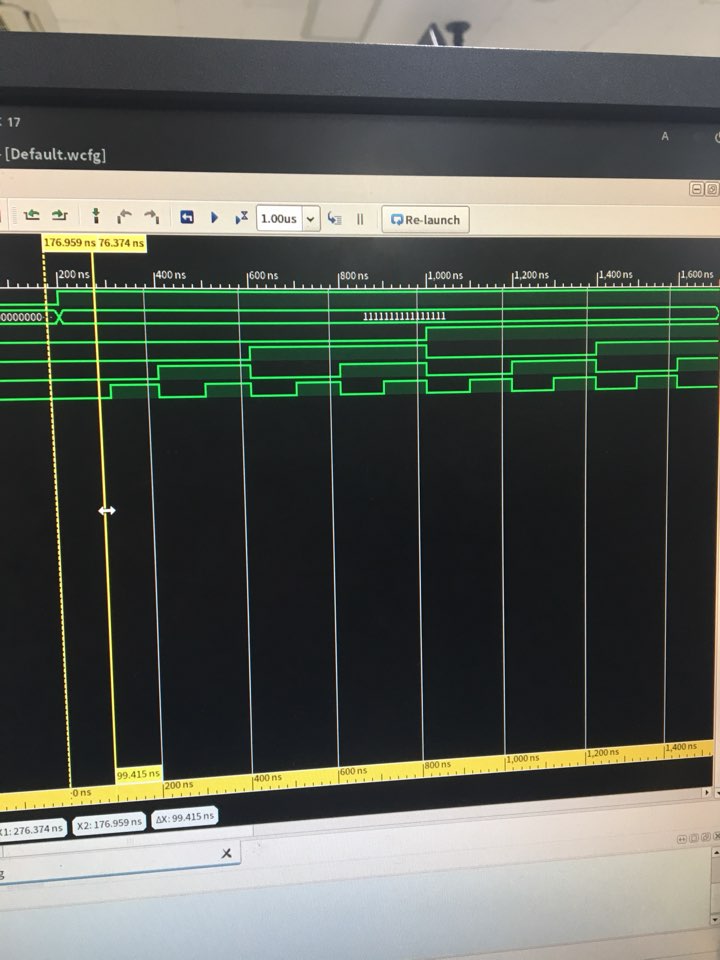 17
[Default.wcfg]
A
1.00us
Re-launch
176.959 ns 76.374 ns
200 ns 400 ns 600 ns 800 ns 1,000 ns 1,200 ns 1,400 ns 1,600 ns
0000000 1111111111111111
99.415 ns
0 ns 200 ns 400 ns 600 ns 800 ns 1,000 ns 1,200 ns 1,400 ns
X1: 276.374 ns X2: 176.959 ns ΔX: 99.415 ns
g